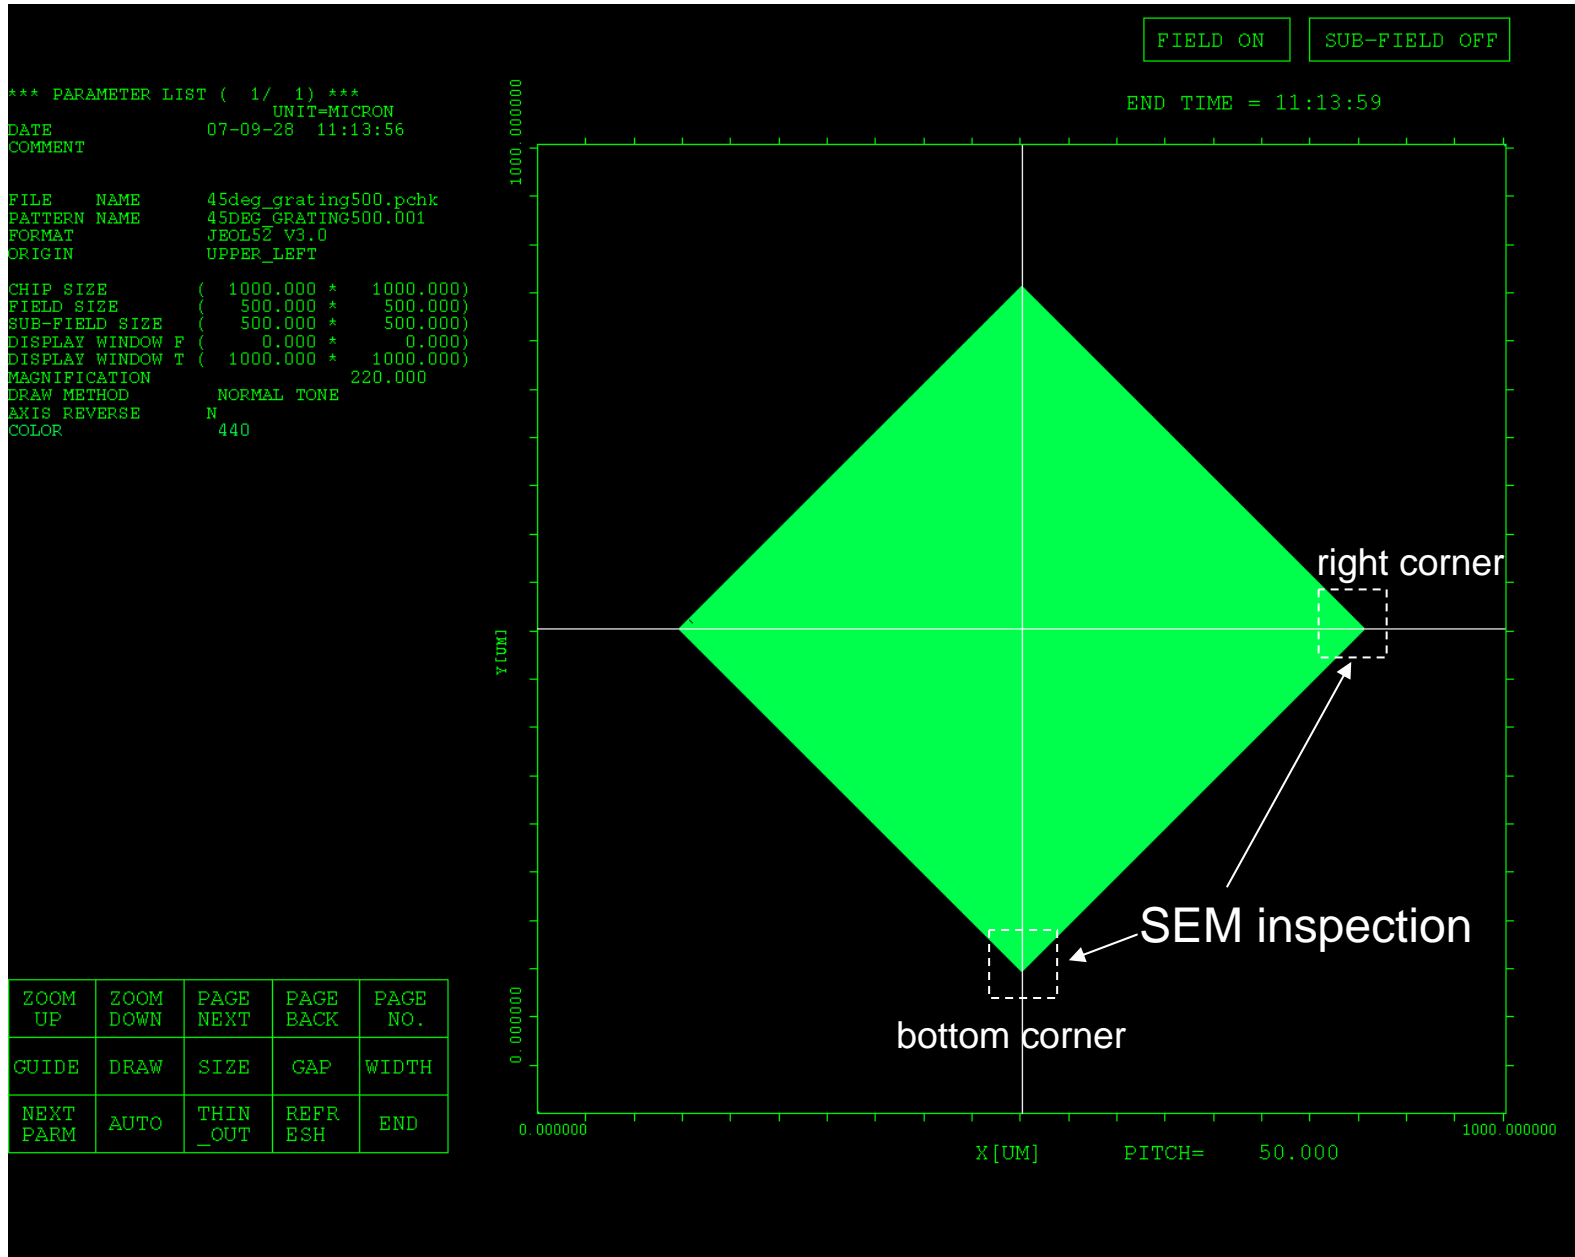 FIELD ON
SUB-FIELD OFF
END TIME = 11:13:59
*** PARAMETER LIST (  1/  1) ***
UNIT=MICRON
DATE 07-09-28 11:13:56
COMMENT
FILE NAME 45deg_grating500.pchk
PATTERN NAME 45DEG_GRATING500.001
FORMAT JEOL52 V3.0
ORIGIN UPPER_LEFT
CHIP SIZE ( 1000.000 * 1000.000)
FIELD SIZE ( 500.000 * 500.000)
SUB-FIELD SIZE ( 500.000 * 500.000)
DISPLAY WINDOW F ( 0.000 * 0.000)
DISPLAY WINDOW T ( 1000.000 * 1000.000)
MAGNIFICATION 220.000
DRAW METHOD NORMAL TONE
AXIS REVERSE N
COLOR 440
1000.000000
Y[UM]
0.000000
right corner
SEM inspection
bottom corner
0.000000
1000.000000
X[UM] PITCH= 50.000
ZOOM UP
ZOOM DOWN
PAGE NEXT
PAGE BACK
PAGE NO.
GUIDE
DRAW
SIZE
GAP
WIDTH
NEXT PARM
AUTO
THIN _OUT
REFR ESH
END